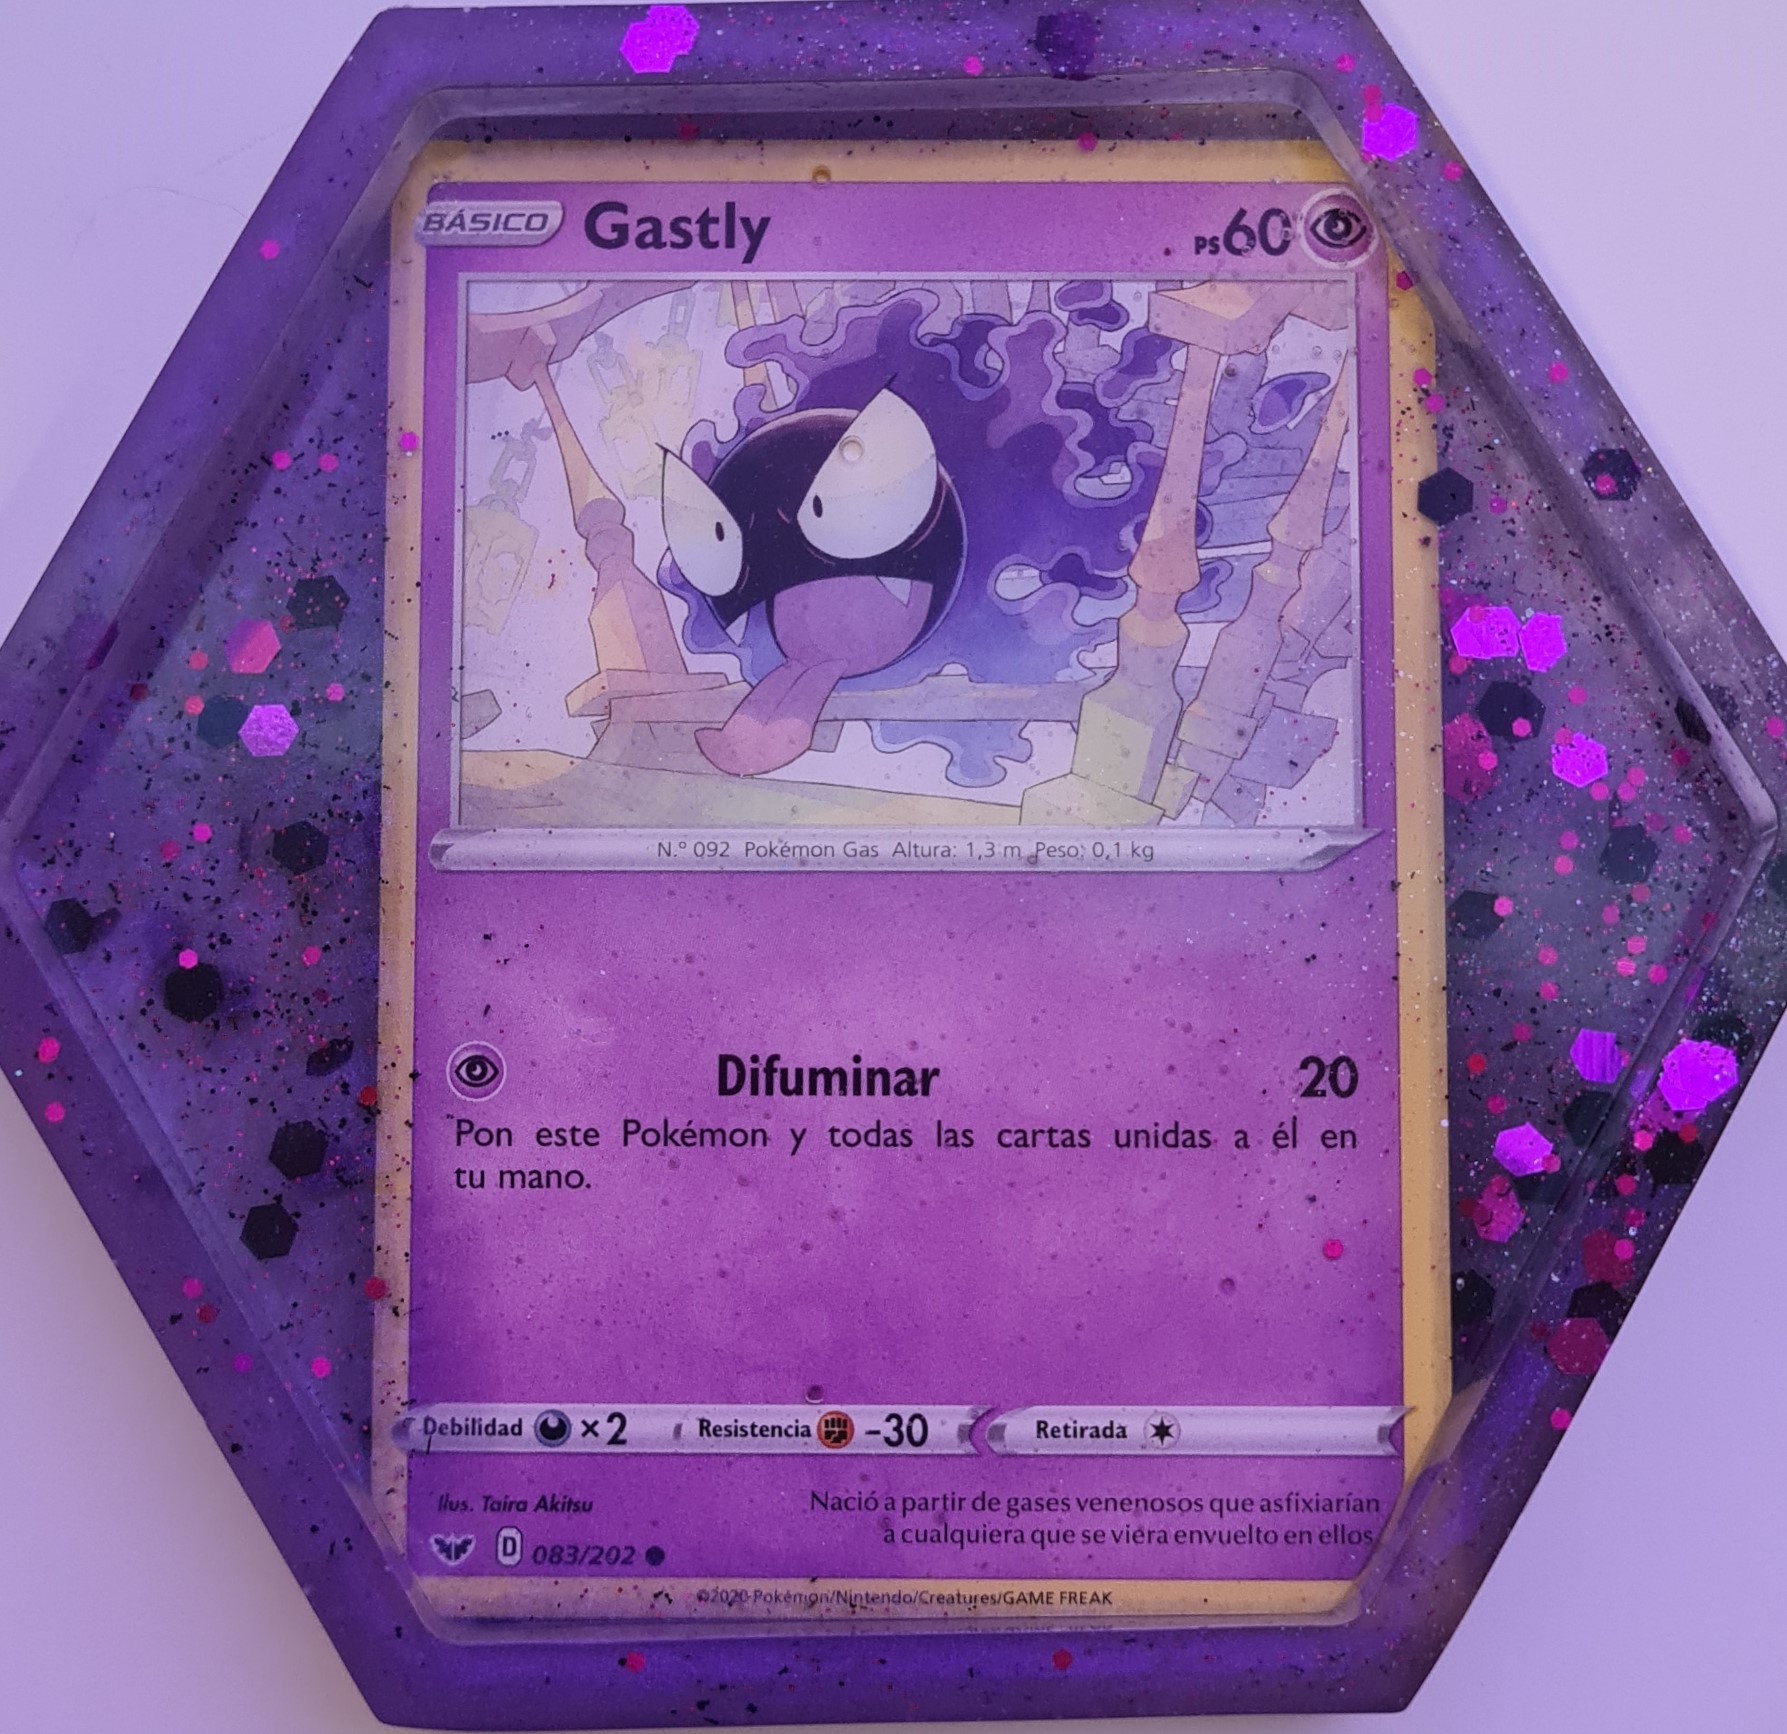 BÁSICO Gastly PS60
N.º 092 Pokémon Gas Altura: 1,3 m Peso: 0,1 kg
Difuminar 20
Pon este Pokémon y todas las cartas unidas a él en
tu mano.
Debilidad ×2 Resistencia -30 Retirada
Ilus. Taira Akitsu
Nació a partir de gases venenosos que asfixiarían
a cualquiera que se viera envuelto en ellos.
D 083/202
©2020 Pokémon/Nintendo/Creatures/GAME FREAK